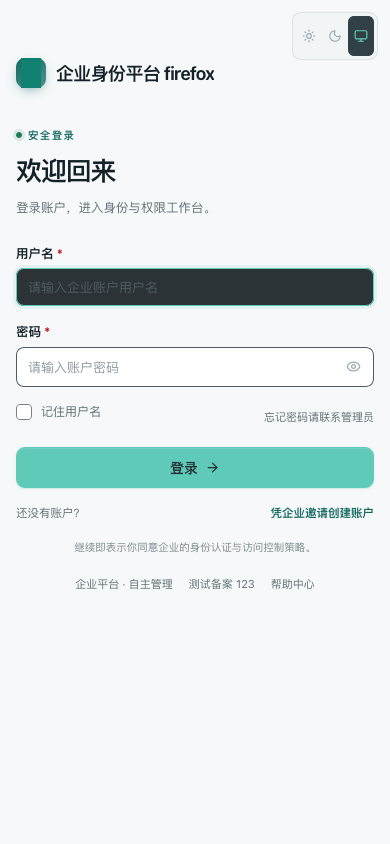 企业身份平台 firefox
安全登录
欢迎回来
登录账户，进入身份与权限工作台。
用户名 *
请输入企业账户用户名
密码 *
请输入账户密码
记住用户名
忘记密码请联系管理员
登录 →
还没有账户?
凭企业邀请创建账户
继续即表示你同意企业的身份认证与访问控制策略。
企业平台 · 自主管理 测试备案 123 帮助中心